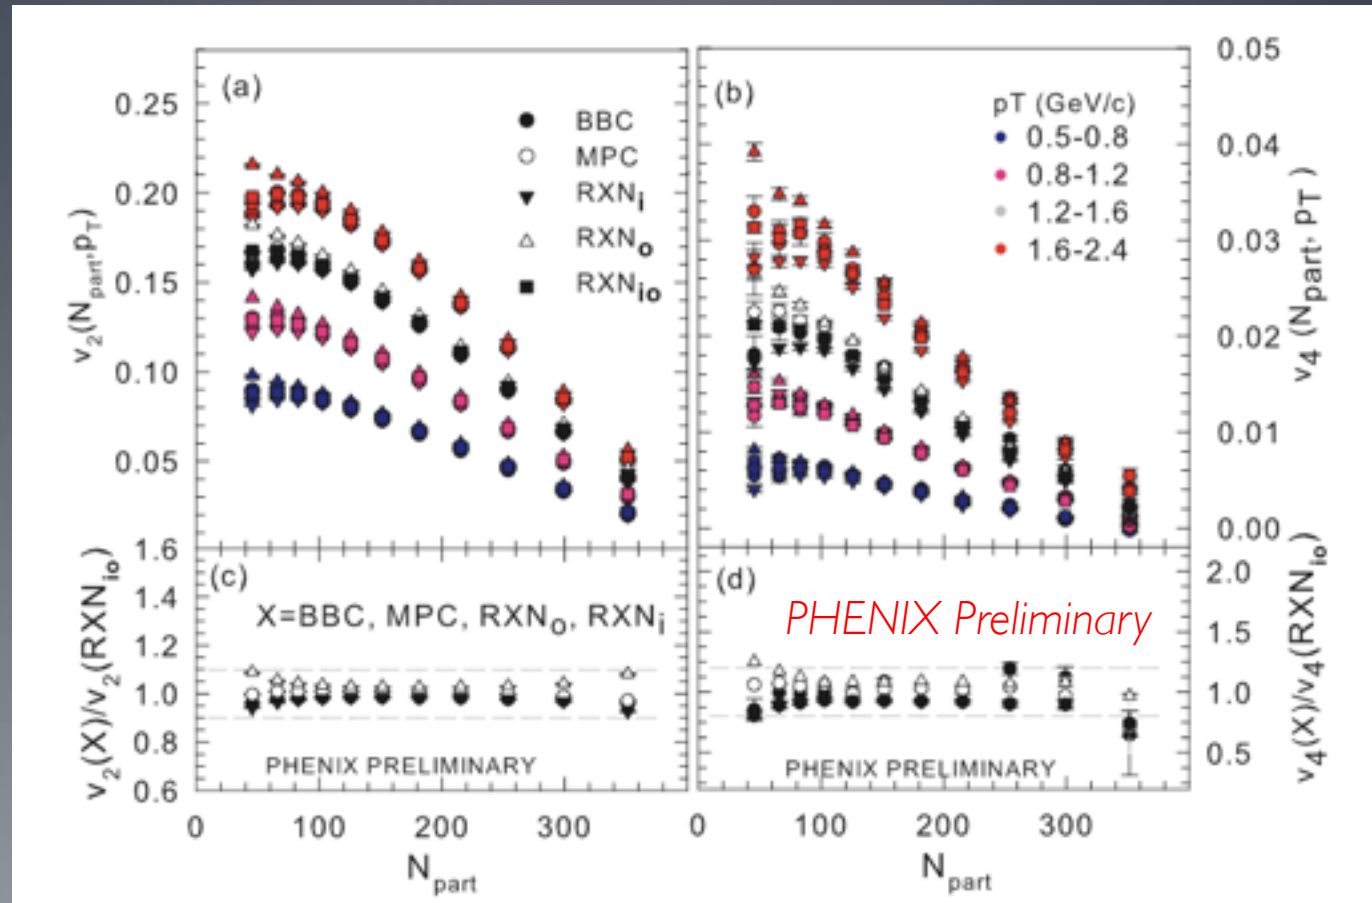 (a)
BBC
MPC
RXNi
RXNo
RXNio
v2(Npart,pT)
0.25
0.20
0.15
0.10
0.05
(b)
pT (GeV/c)
0.5-0.8
0.8-1.2
1.2-1.6
1.6-2.4
0.05
0.04
0.03
0.02
0.01
0.00
v4 (Npart, pT)
(c)
X=BBC, MPC, RXNo, RXNi
PHENIX PRELIMINARY
v2(X)/v2(RXNio)
1.6
1.4
1.2
1.0
0.8
0.6
0 100 200 300
Npart
(d)
PHENIX Preliminary
PHENIX PRELIMINARY
2.0
1.5
1.0
0.5
v4(X)/v4(RXNio)
0 100 200 300
Npart